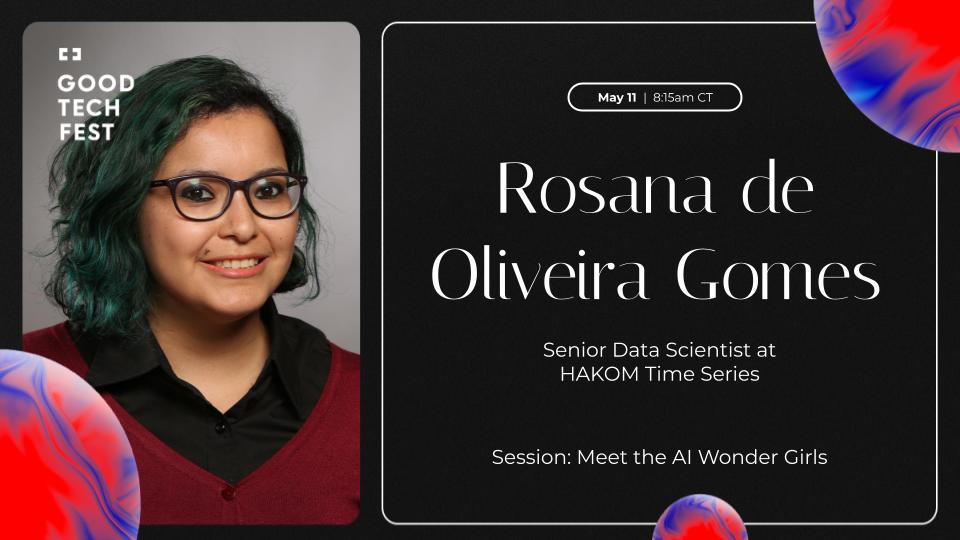 GOOD
TECH
FEST
May 11 | 8:15am CT
Rosana de
Oliveira Gomes
Senior Data Scientist at
HAKOM Time Series
Session: Meet the AI Wonder Girls